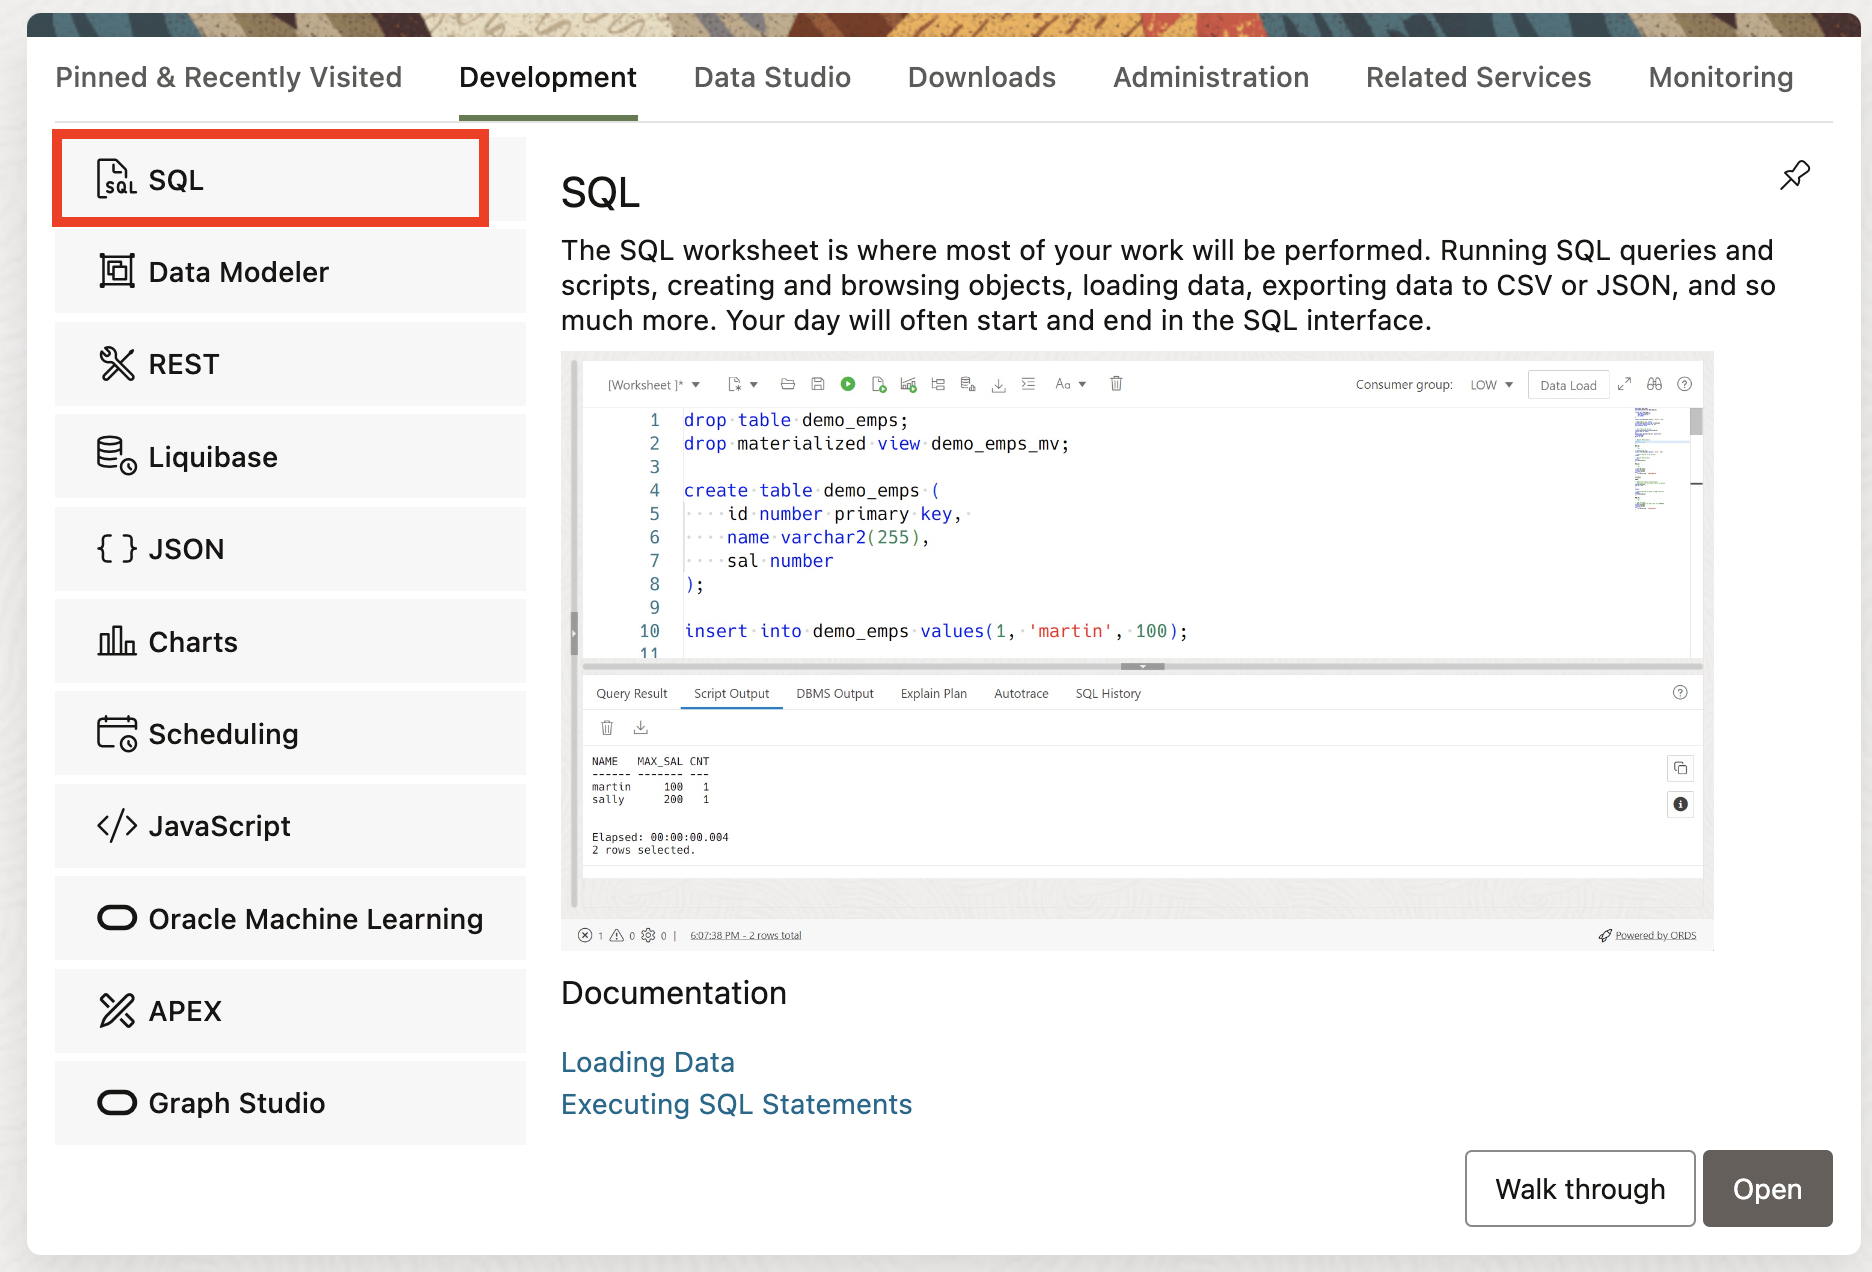 Pinned & Recently Visited
Development
Data Studio
Downloads
Administration
Related Services
Monitoring
SQL
SQL
Data Modeler
REST
Liquibase
{ } JSON
Charts
Scheduling
</> JavaScript
Oracle Machine Learning
APEX
Graph Studio
SQL
The SQL worksheet is where most of your work will be performed. Running SQL queries and
scripts, creating and browsing objects, loading data, exporting data to CSV or JSON, and so
much more. Your day will often start and end in the SQL interface.
[Worksheet ]*
Aa
Consumer group: LOW
Data Load
1 drop table demo_emps;
2 drop materialized view demo_emps_mv;
3
4 create table demo_emps (
5 id number primary key,
6 name varchar2(255),
7 sal number
8 );
9
10 insert into demo_emps values(1, 'martin', 100);
11
Query Result
Script Output
DBMS Output
Explain Plan
Autotrace
SQL History
NAME MAX_SAL CNT
------ ------- ---
martin 100 1
sally 200 1
Elapsed: 00:00:00.004
2 rows selected.
1 0 0 | 6:07:38 PM - 2 rows total
Powered by ORDS
Documentation
Loading Data
Executing SQL Statements
Walk through
Open